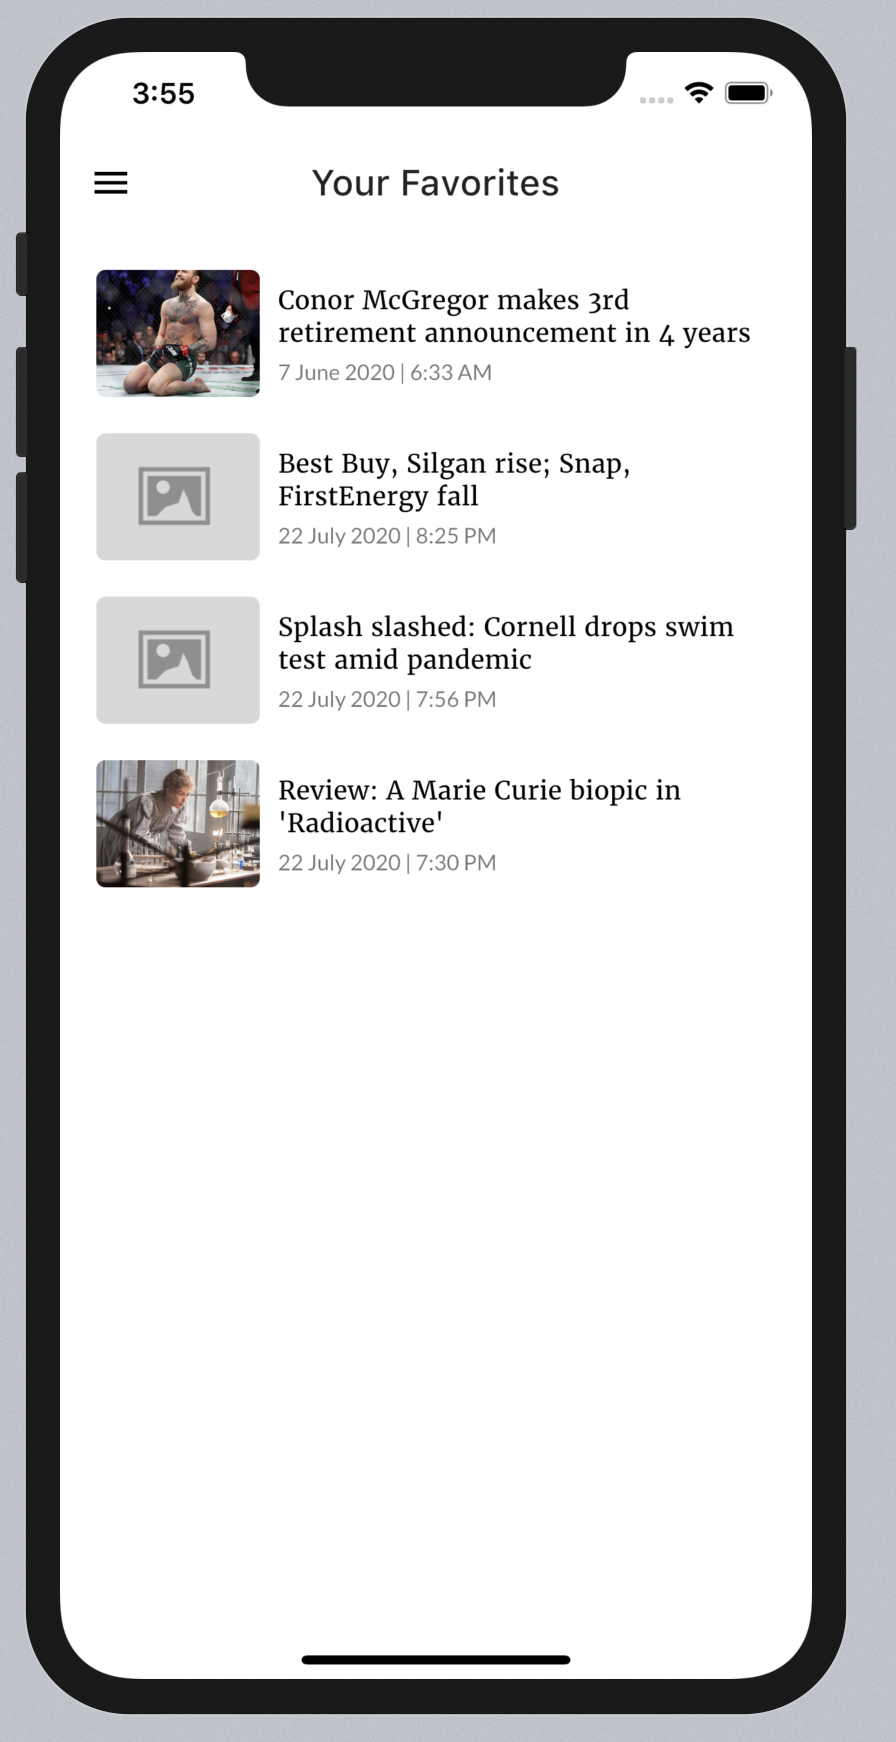 3:55
Your Favorites
Conor McGregor makes 3rd
retirement announcement in 4 years
7 June 2020 | 6:33 AM
Best Buy, Silgan rise; Snap,
FirstEnergy fall
22 July 2020 | 8:25 PM
Splash slashed: Cornell drops swim
test amid pandemic
22 July 2020 | 7:56 PM
Review: A Marie Curie biopic in
'Radioactive'
22 July 2020 | 7:30 PM